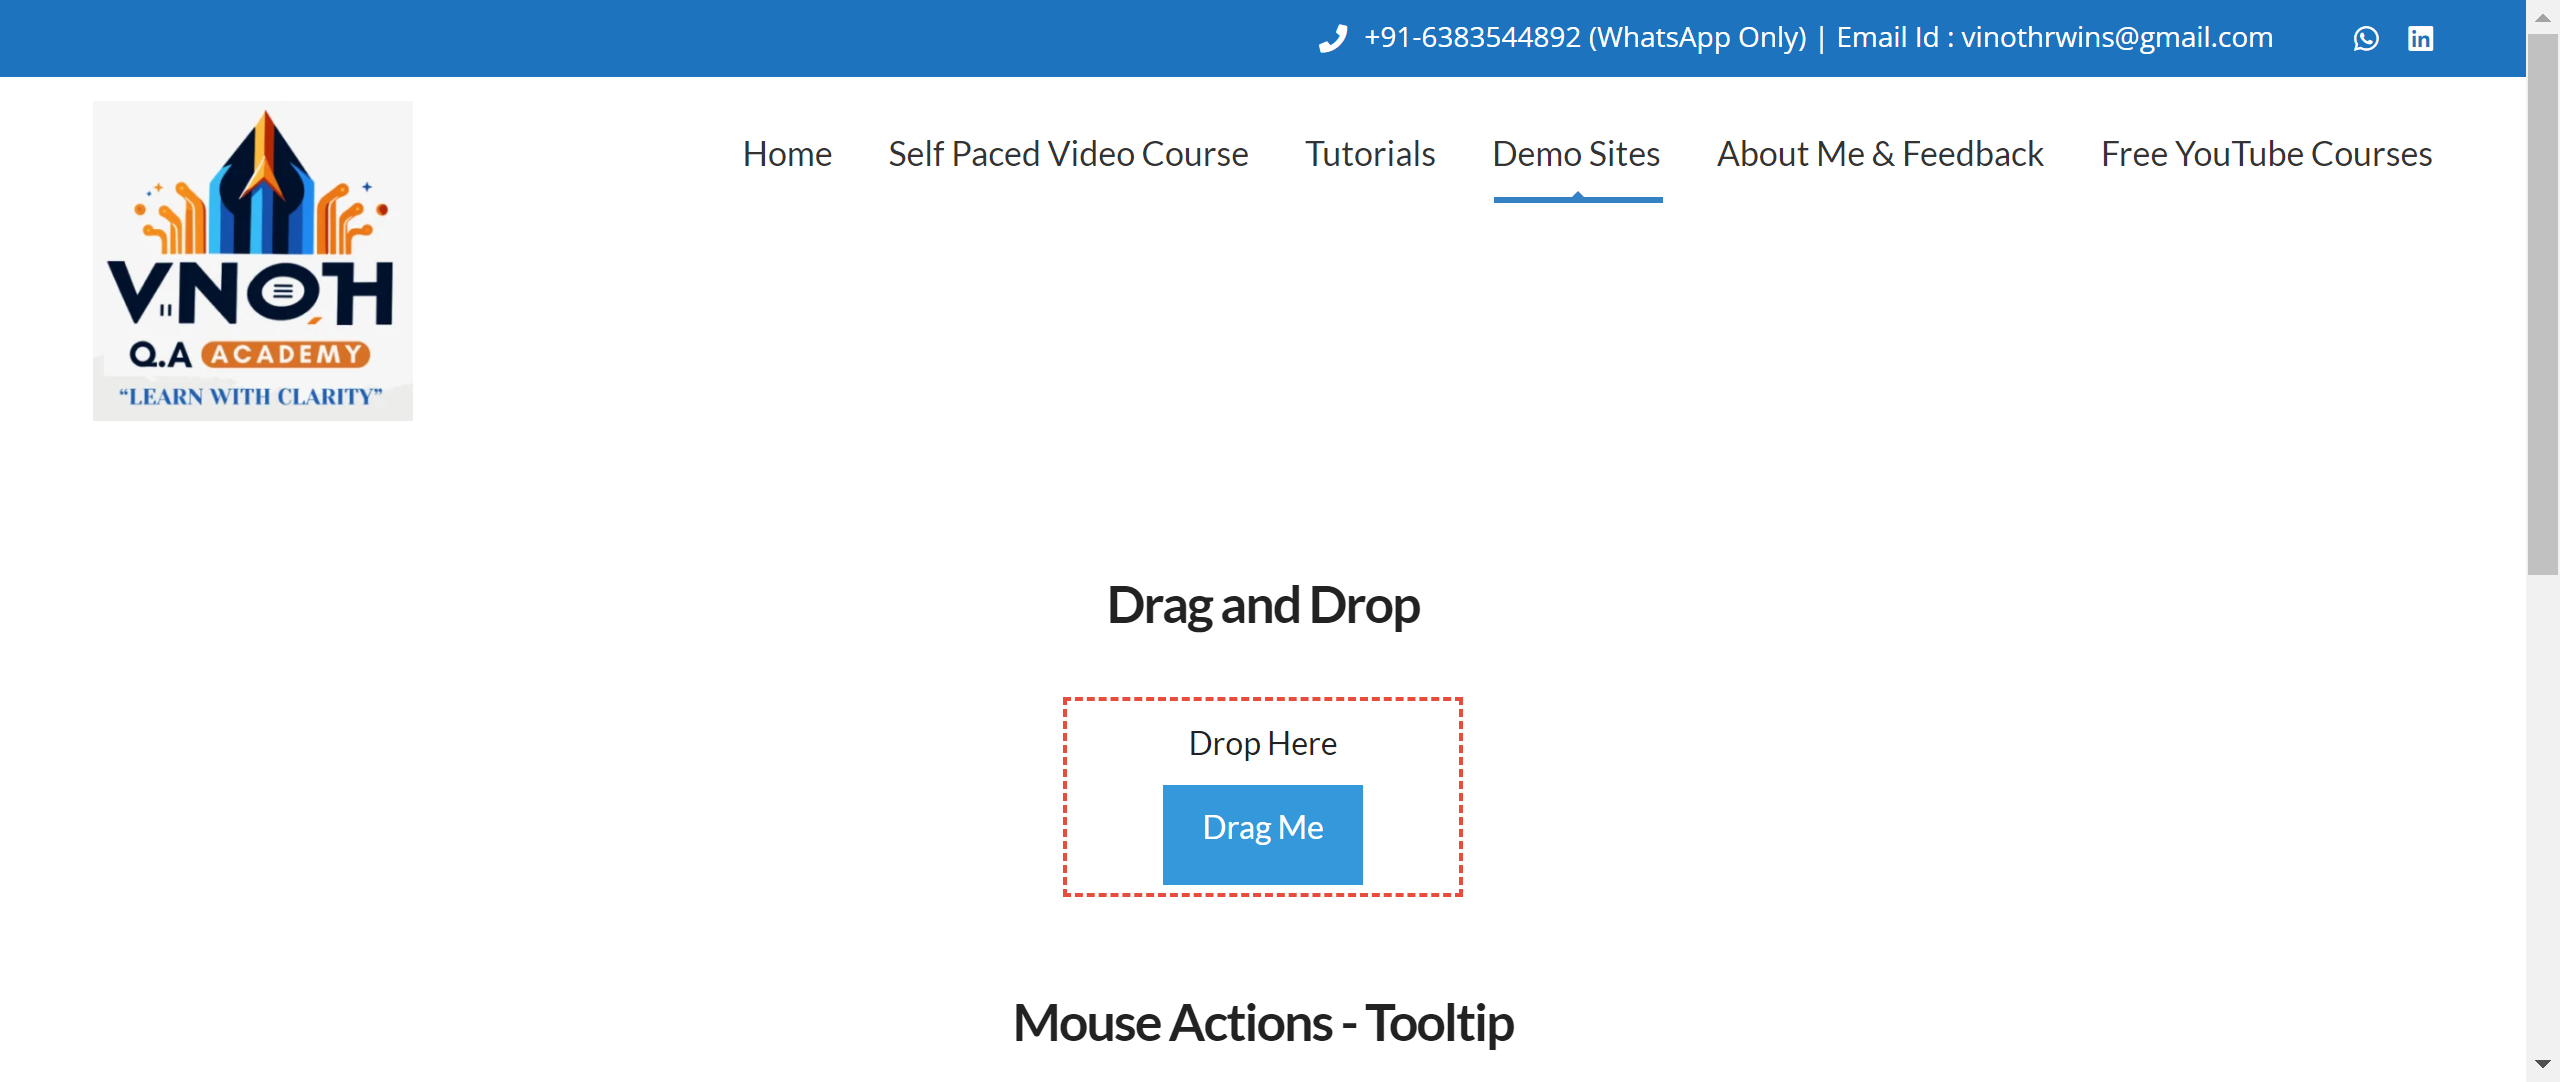 +91-6383544892 (WhatsApp Only) | Email Id : vinothrwins@gmail.com
VNOTH
Q.A ACADEMY
“LEARN WITH CLARITY”
Home Self Paced Video Course Tutorials Demo Sites About Me & Feedback Free YouTube Courses
Drag and Drop
Drop Here
Drag Me
Mouse Actions - Tooltip